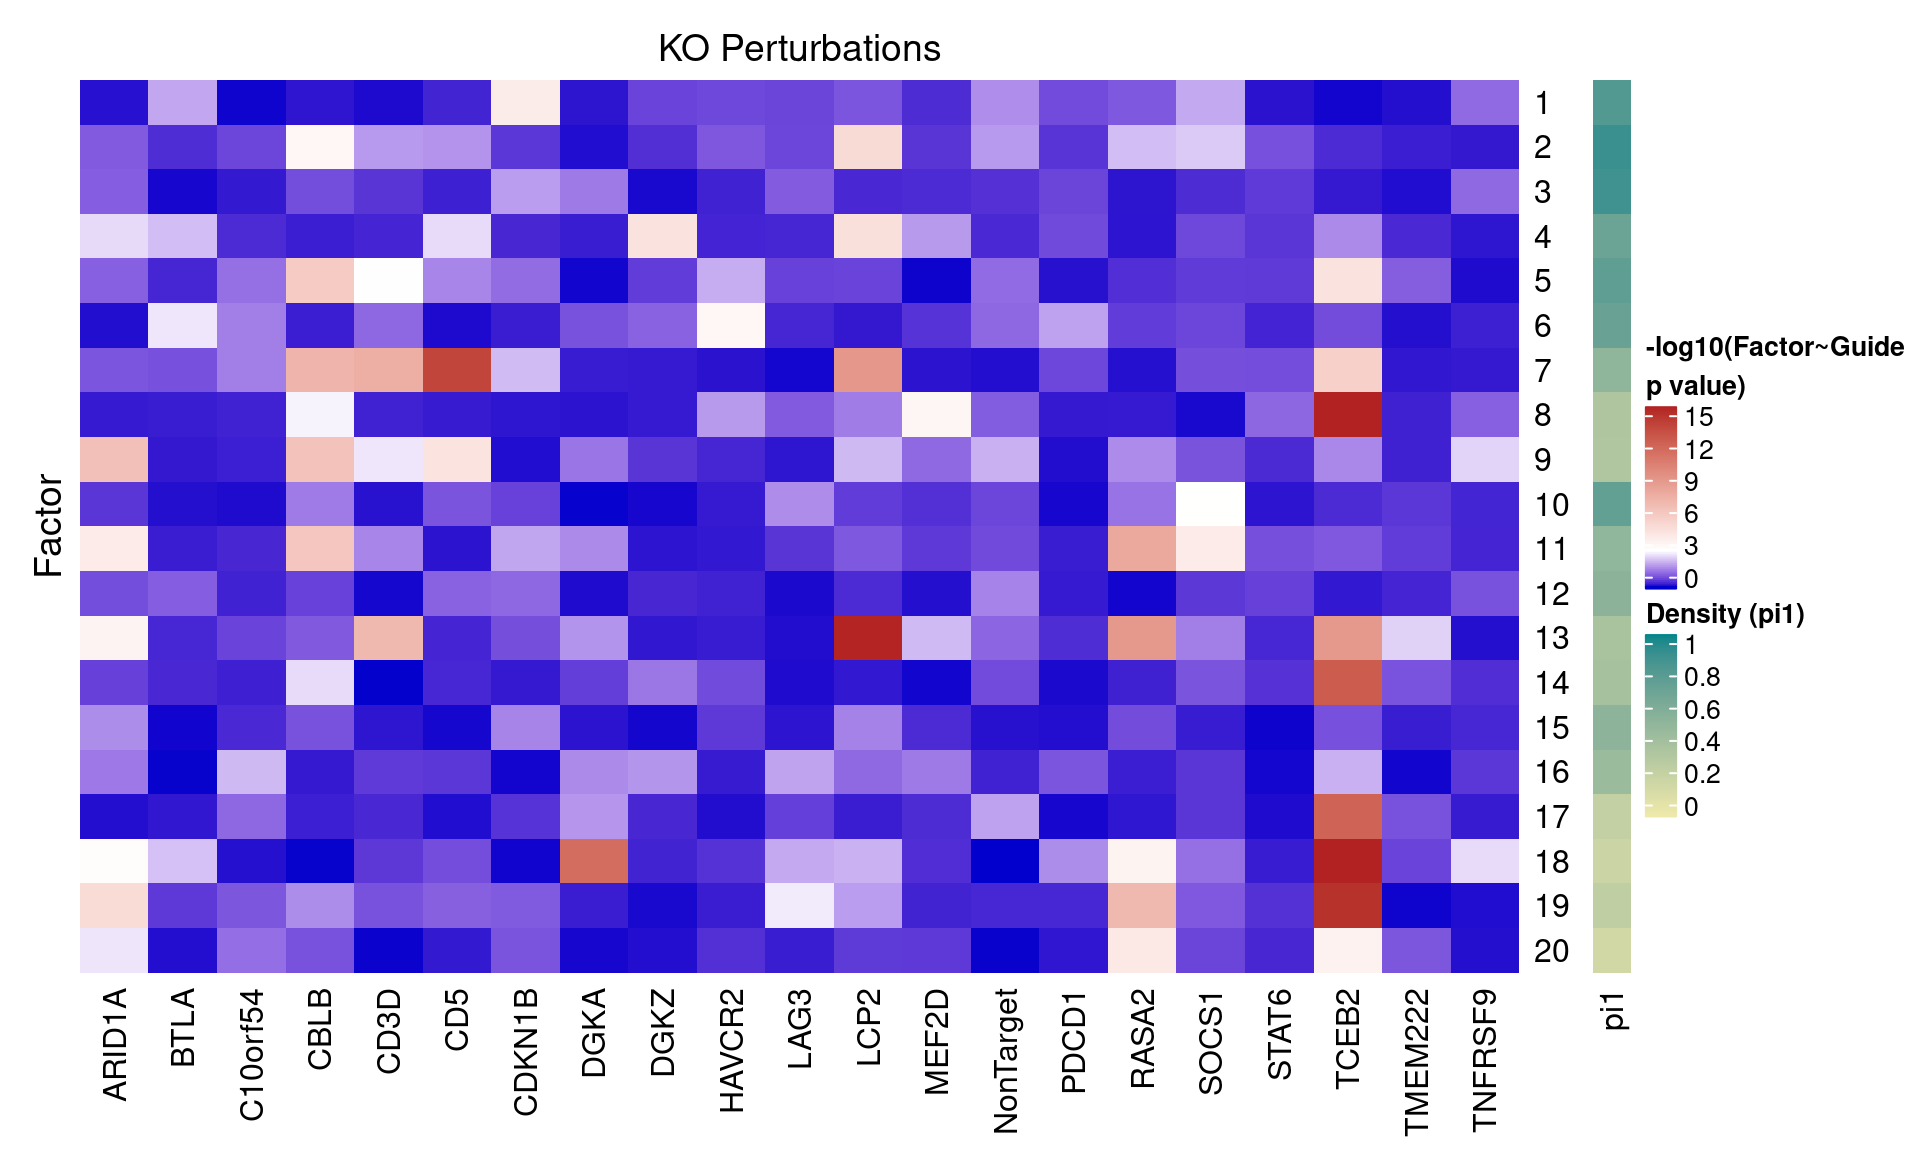 KO Perturbations
Factor
1
2
3
4
5
6
7
8
9
10
11
12
13
14
15
16
17
18
19
20
ARID1A
BTLA
C10orf54
CBLB
CD3D
CD5
CDKN1B
DGKA
DGKZ
HAVCR2
LAG3
LCP2
MEF2D
NonTarget
PDCD1
RASA2
SOCS1
STAT6
TCEB2
TMEM222
TNFRSF9
pi1
-log10(Factor~Guide
p value)
15
12
9
6
3
0
Density (pi1)
1
0.8
0.6
0.4
0.2
0